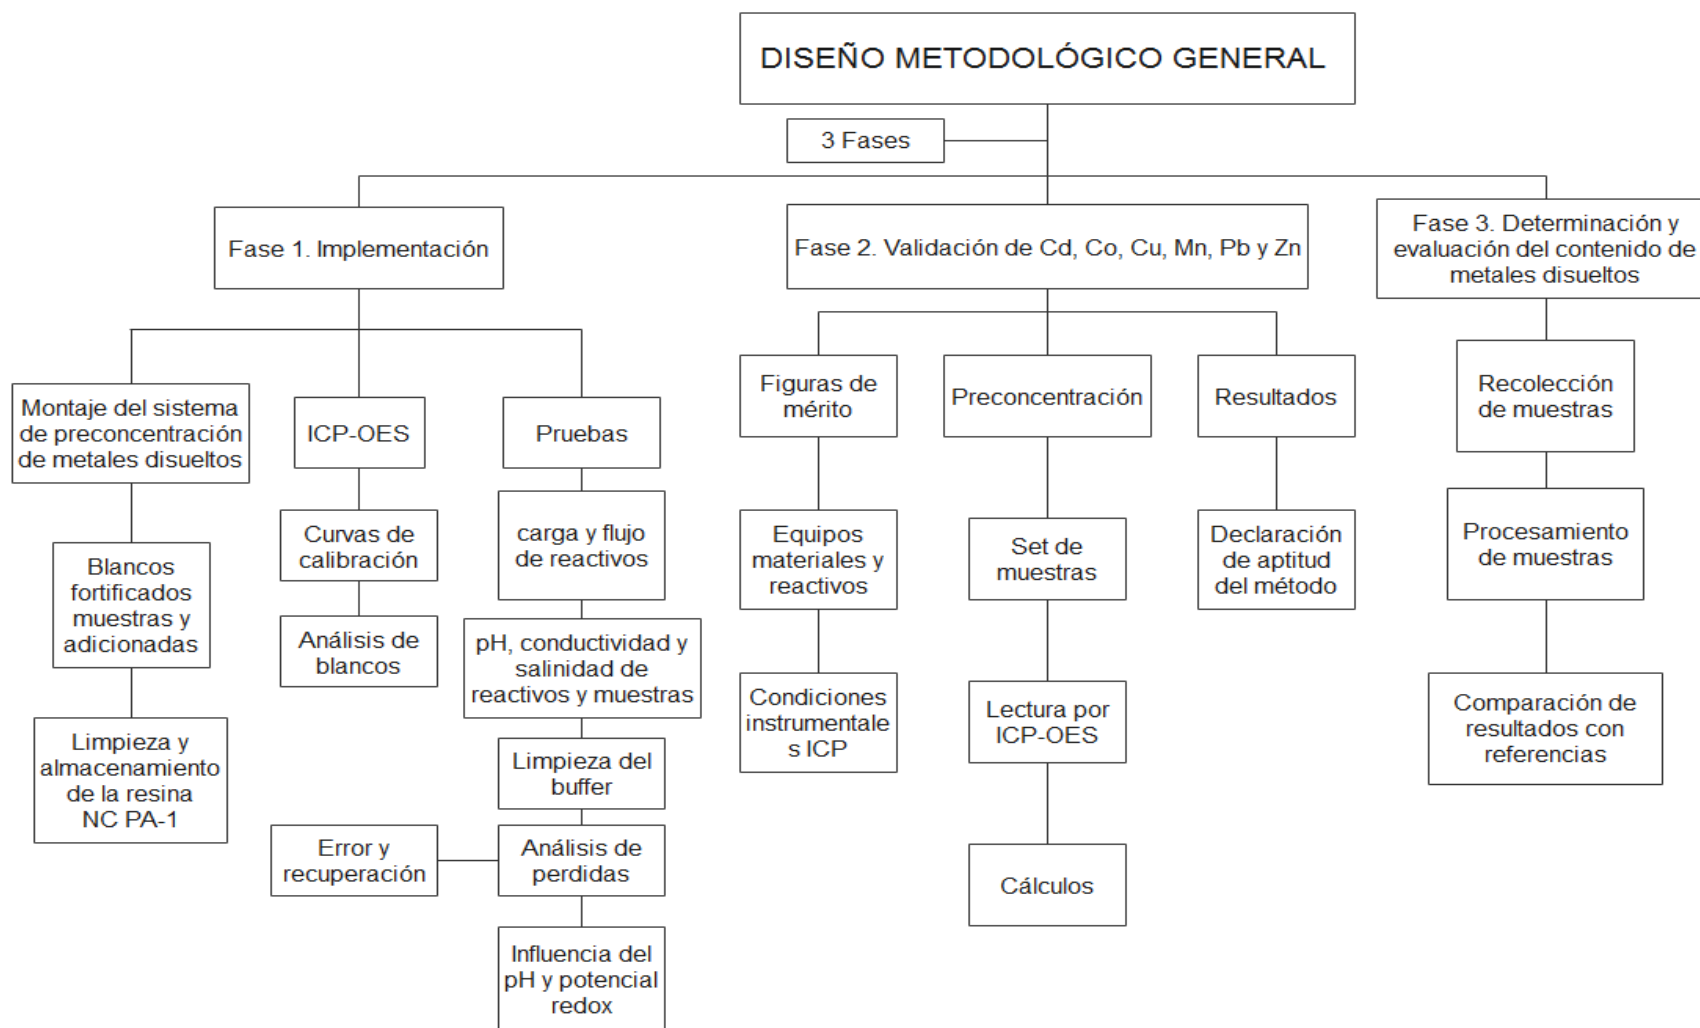 DISEÑO METODOLÓGICO GENERAL
3 Fases
Fase 1. Implementación
Fase 2. Validación de Cd, Co, Cu, Mn, Pb y Zn
Fase 3. Determinación y
evaluación del contenido de
metales disueltos
Montaje del sistema
de preconcentración
de metales disueltos
Blancos
fortificados
muestras y
adicionadas
Limpieza y
almacenamiento
de la resina
NC PA-1
ICP-OES
Curvas de
calibración
Análisis de
blancos
Pruebas
carga y flujo
de reactivos
pH, conductividad y
salinidad de
reactivos y muestras
Limpieza del
buffer
Análisis de
perdidas
Error y
recuperación
Influencia del
pH y potencial
redox
Figuras de
mérito
Equipos
materiales y
reactivos
Condiciones
instrumentale
s ICP
Preconcentración
Set de
muestras
Lectura por
ICP-OES
Cálculos
Resultados
Declaración
de aptitud
del método
Recolección
de muestras
Procesamiento
de muestras
Comparación de
resultados con
referencias